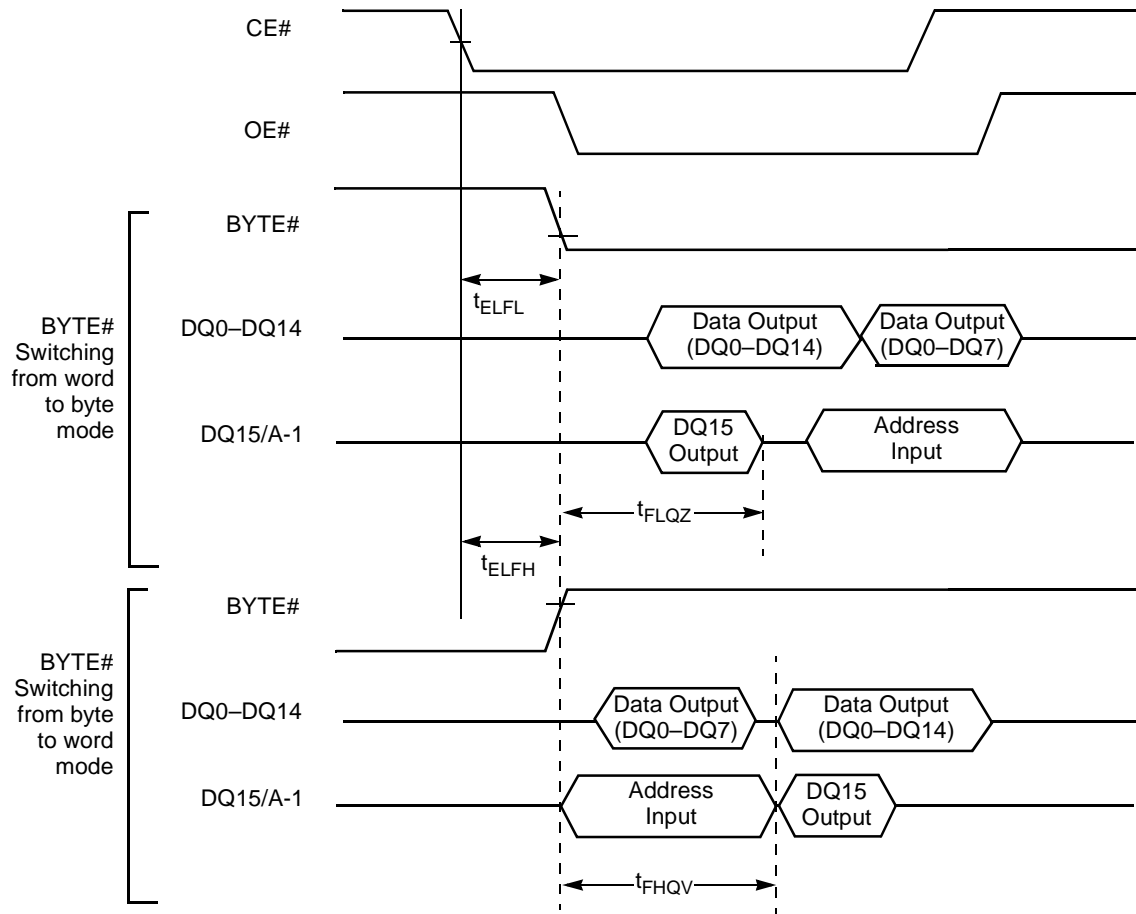 CE#
OE#
BYTE#
tELFL
BYTE#
Switching
from word
to byte
mode
DQ0–DQ14
Data Output
(DQ0–DQ14)
Data Output
(DQ0–DQ7)
DQ15/A-1
DQ15
Output
Address
Input
tFLQZ
tELFH
BYTE#
BYTE#
Switching
from byte
to word
mode
DQ0–DQ14
Data Output
(DQ0–DQ7)
Data Output
(DQ0–DQ14)
DQ15/A-1
Address
Input
DQ15
Output
tFHQV